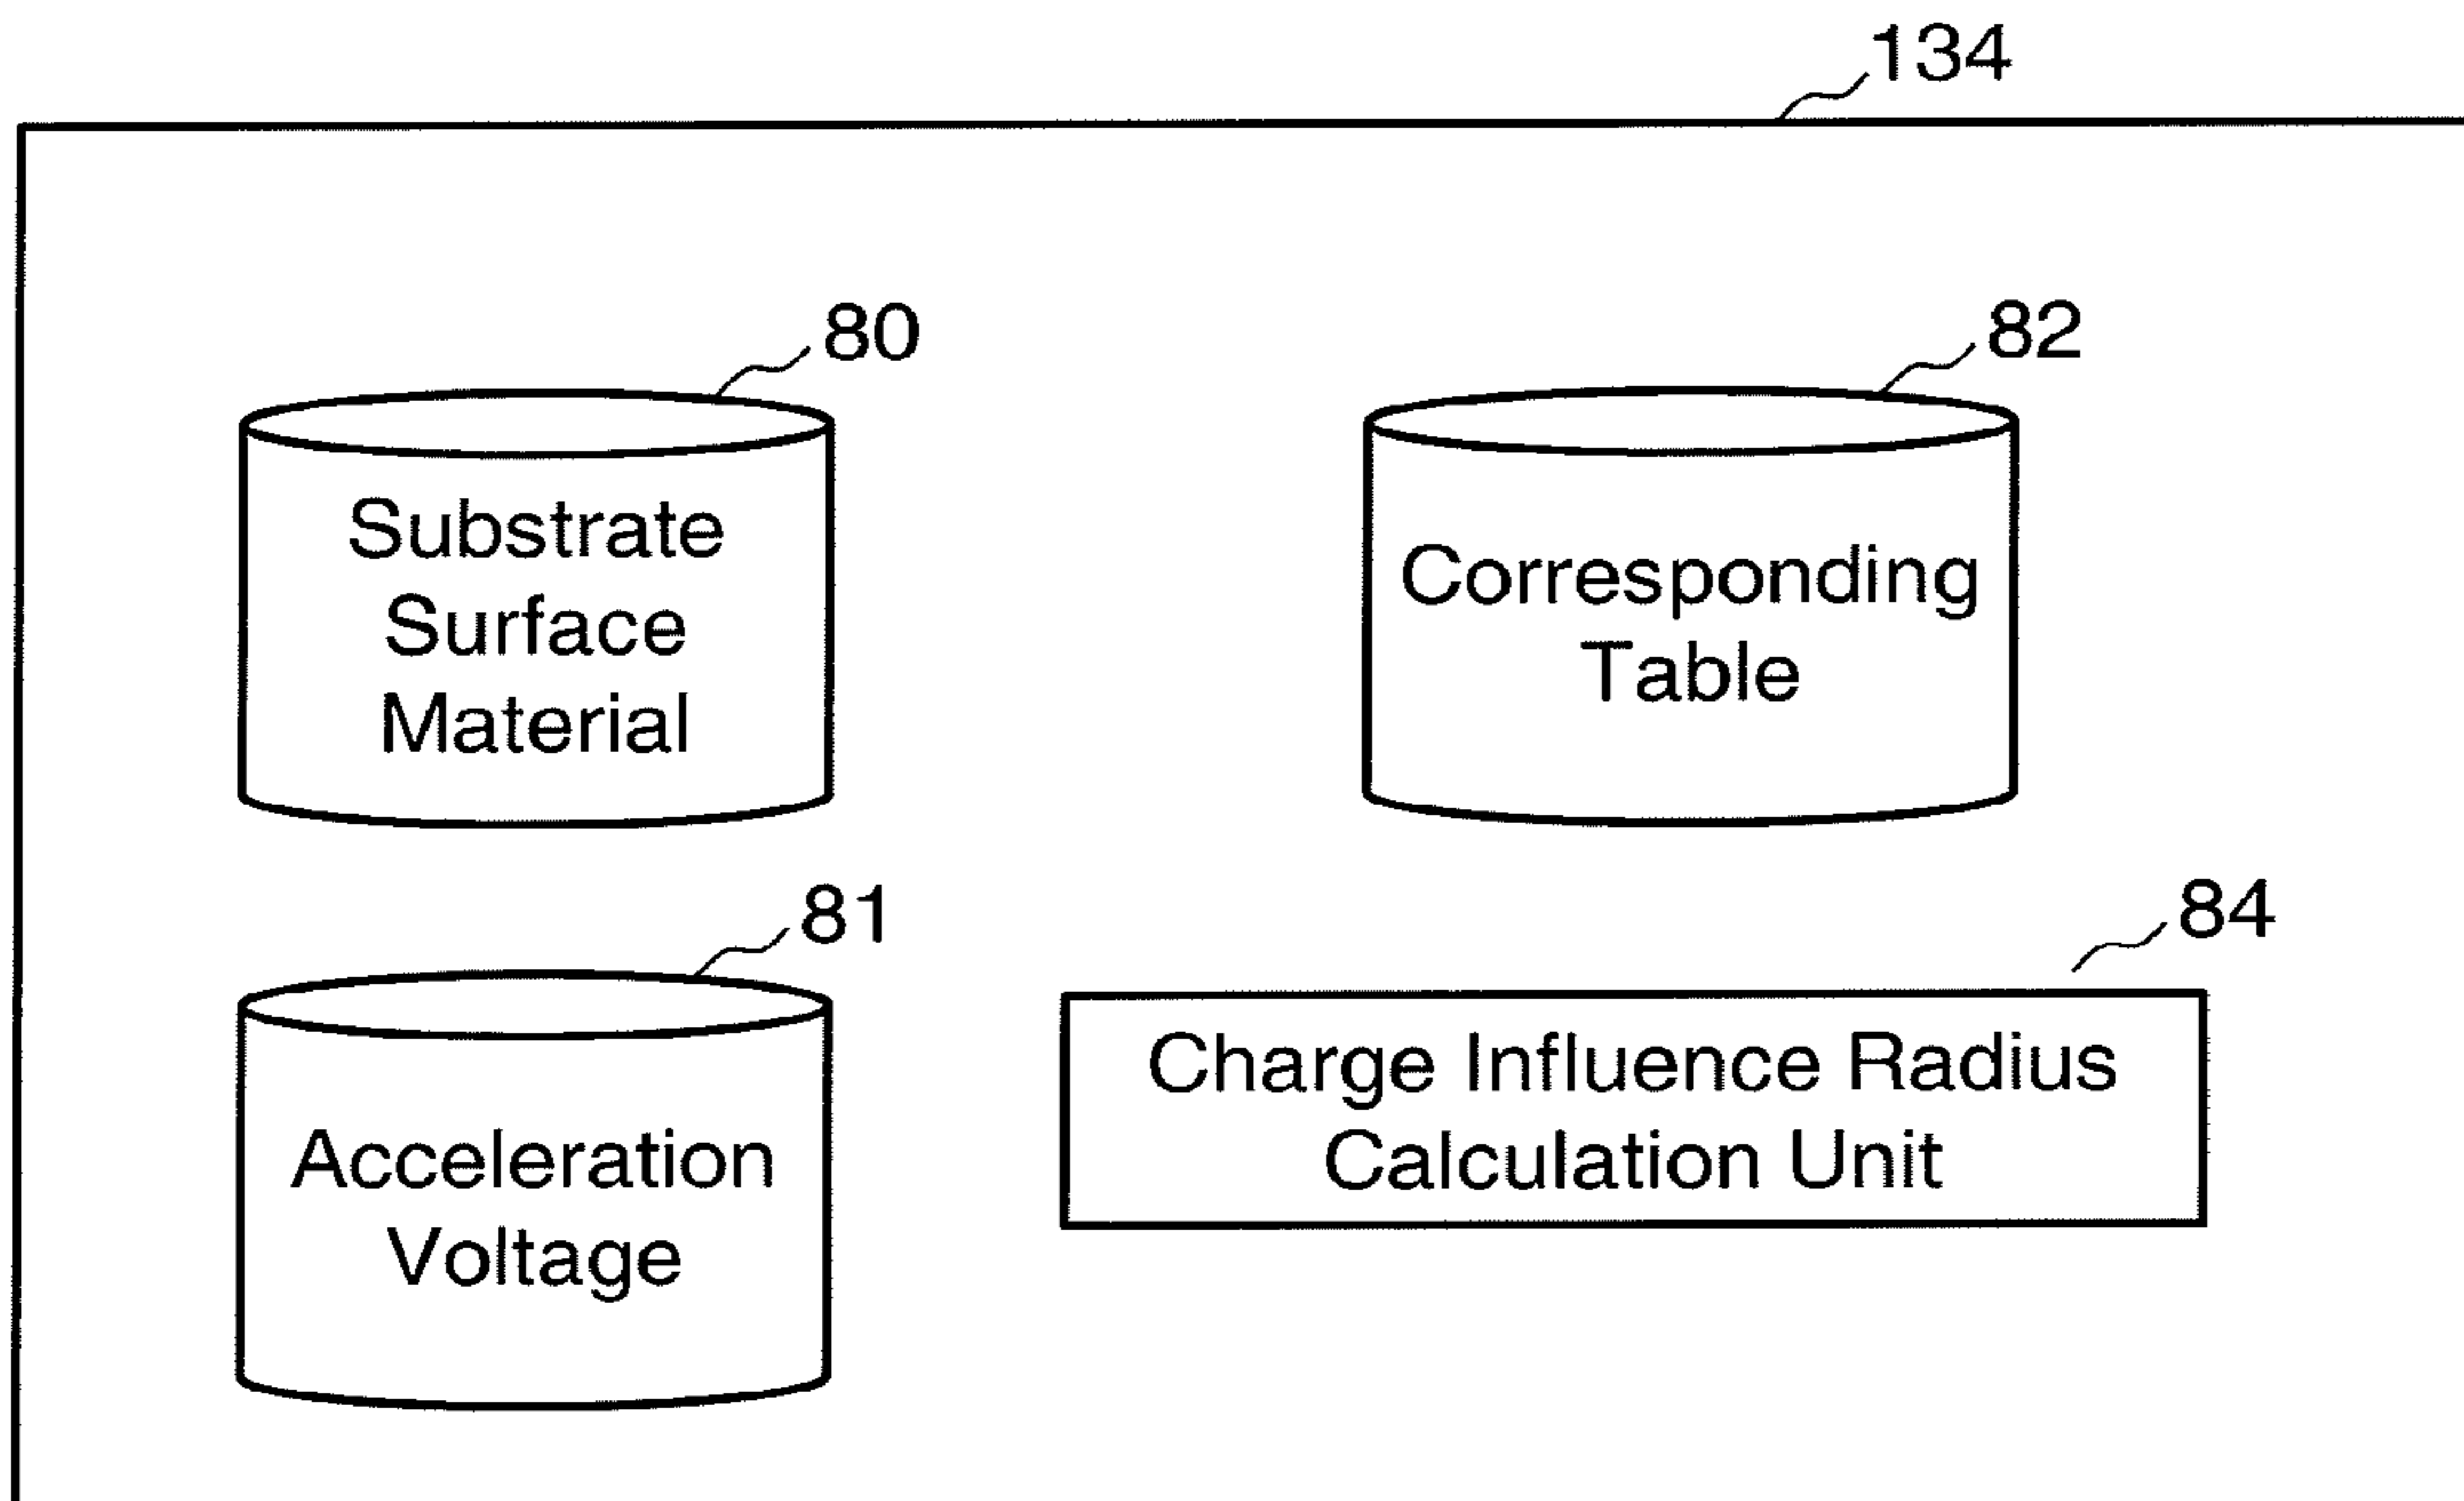 134
80
Substrate
Surface
Material
82
Corresponding
Table
81
Acceleration
Voltage
84
Charge Influence Radius
Calculation Unit